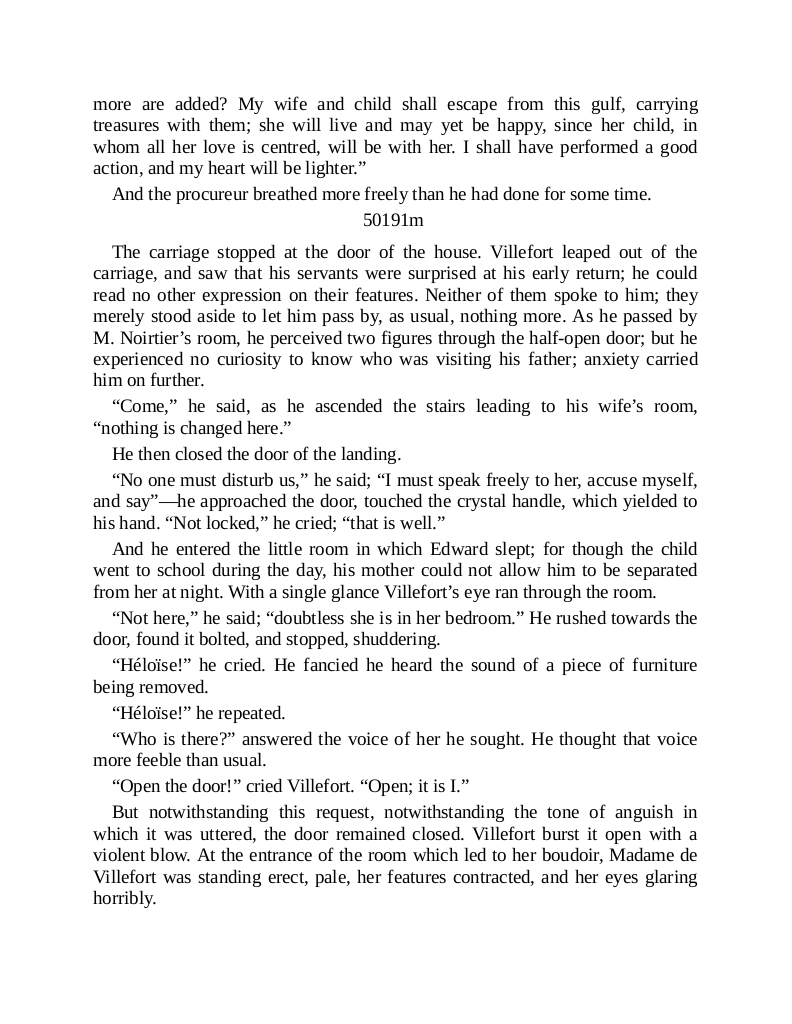 more are added? My wife and child shall escape from this gulf, carrying
treasures with them; she will live and may yet be happy, since her child, in
whom all her love is centred, will be with her. I shall have performed a good
action, and my heart will be lighter.”
And the procureur breathed more freely than he had done for some time.
50191m
The carriage stopped at the door of the house. Villefort leaped out of the
carriage, and saw that his servants were surprised at his early return; he could
read no other expression on their features. Neither of them spoke to him; they
merely stood aside to let him pass by, as usual, nothing more. As he passed by
M. Noirtier’s room, he perceived two figures through the half-open door; but he
experienced no curiosity to know who was visiting his father; anxiety carried
him on further.
“Come,” he said, as he ascended the stairs leading to his wife’s room,
“nothing is changed here.”
He then closed the door of the landing.
“No one must disturb us,” he said; “I must speak freely to her, accuse myself,
and say”—he approached the door, touched the crystal handle, which yielded to
his hand. “Not locked,” he cried; “that is well.”
And he entered the little room in which Edward slept; for though the child
went to school during the day, his mother could not allow him to be separated
from her at night. With a single glance Villefort’s eye ran through the room.
“Not here,” he said; “doubtless she is in her bedroom.” He rushed towards the
door, found it bolted, and stopped, shuddering.
“Héloïse!” he cried. He fancied he heard the sound of a piece of furniture
being removed.
“Héloïse!” he repeated.
“Who is there?” answered the voice of her he sought. He thought that voice
more feeble than usual.
“Open the door!” cried Villefort. “Open; it is I.”
But notwithstanding this request, notwithstanding the tone of anguish in
which it was uttered, the door remained closed. Villefort burst it open with a
violent blow. At the entrance of the room which led to her boudoir, Madame de
Villefort was standing erect, pale, her features contracted, and her eyes glaring
horribly.